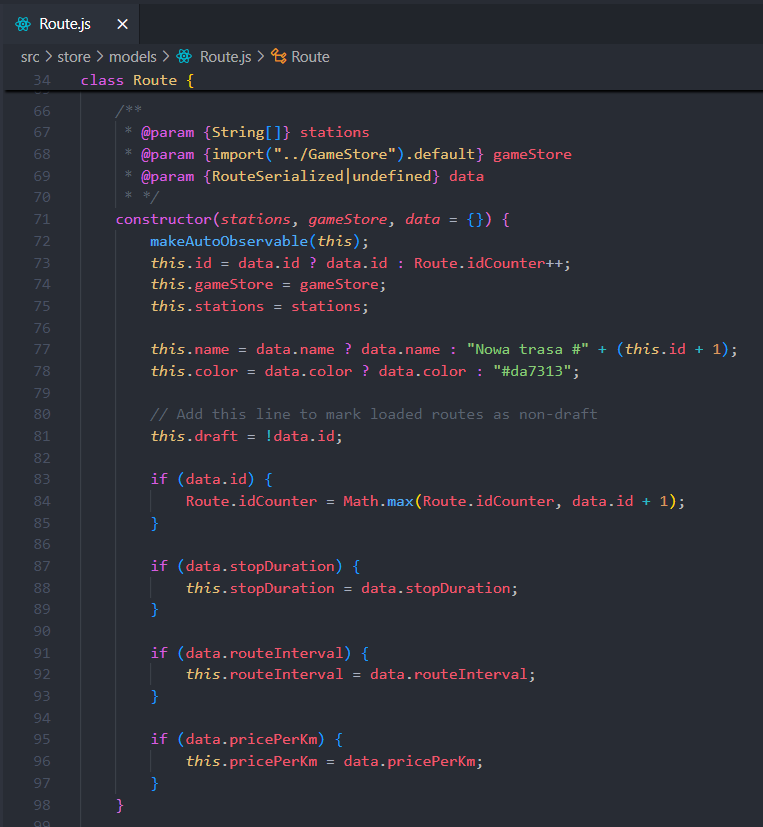 Route.js
src > store > models > Route.js > Route
34 class Route {
66 /**
67 * @param {String[]} stations
68 * @param {import("../GameStore").default} gameStore
69 * @param {RouteSerialized|undefined} data
70 * */
71 constructor(stations, gameStore, data = {}) {
72 makeAutoObservable(this);
73 this.id = data.id ? data.id : Route.idCounter++;
74 this.gameStore = gameStore;
75 this.stations = stations;
76
77 this.name = data.name ? data.name : "Nowa trasa #" + (this.id + 1);
78 this.color = data.color ? data.color : "#da7313";
79
80 // Add this line to mark loaded routes as non-draft
81 this.draft = !data.id;
82
83 if (data.id) {
84 Route.idCounter = Math.max(Route.idCounter, data.id + 1);
85 }
86
87 if (data.stopDuration) {
88 this.stopDuration = data.stopDuration;
89 }
90
91 if (data.routeInterval) {
92 this.routeInterval = data.routeInterval;
93 }
94
95 if (data.pricePerKm) {
96 this.pricePerKm = data.pricePerKm;
97 }
98 }
99